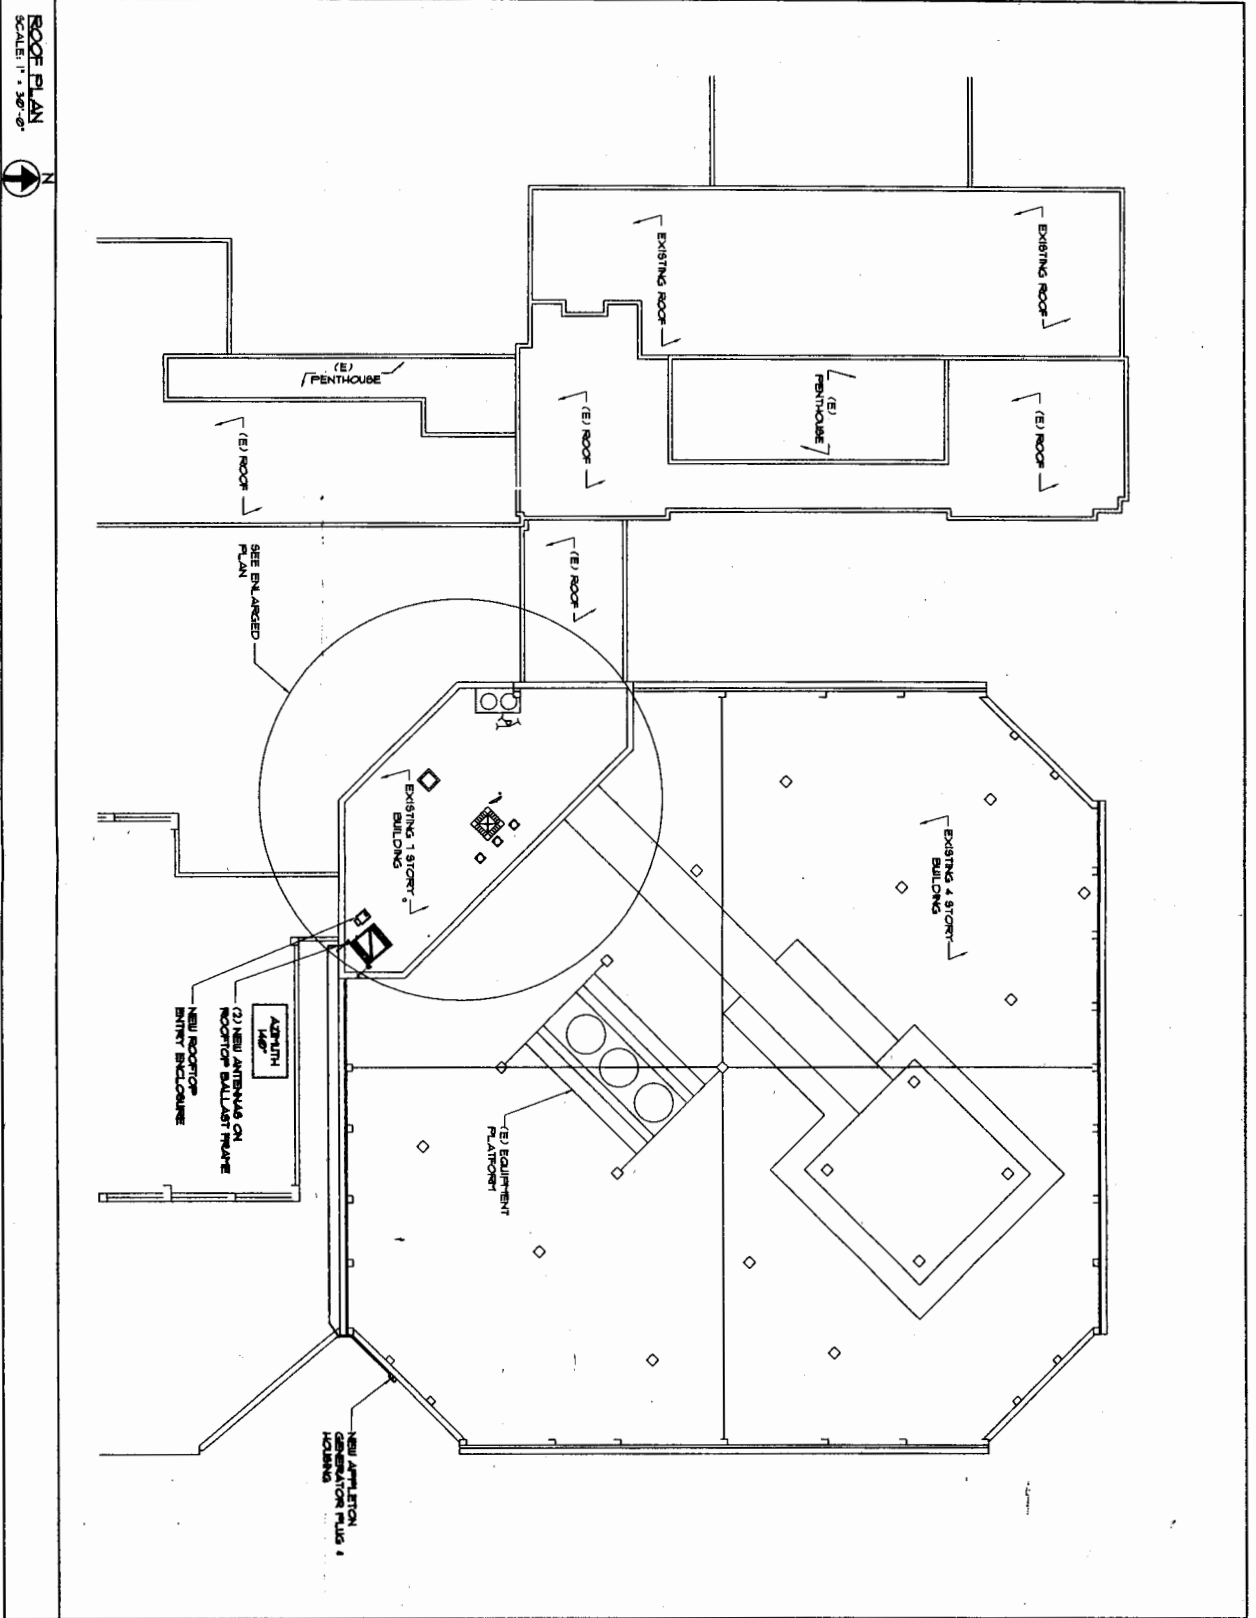 ROOF PLAN
SCALE: 1" = 30'-0"
N
EXISTING ROOF
EXISTING ROOF
(E)
PENTHOUSE
(E)
PENTHOUSE
(E) ROOF
(E) ROOF
(E) ROOF
(E) ROOF
SEE ENLARGED
PLAN
EXISTING 1 STORY
BUILDING
EXISTING 4 STORY
BUILDING
AZIMUTH
140°
(2) NEW ANTENNAS ON
ROOFTOP BALLAST FRAME
NEW ROOFTOP
ENTRY ENCLOSURE
(E) EQUIPMENT
PLATFORM
NEW APPLETON
GENERATOR PLUG &
HOUSING